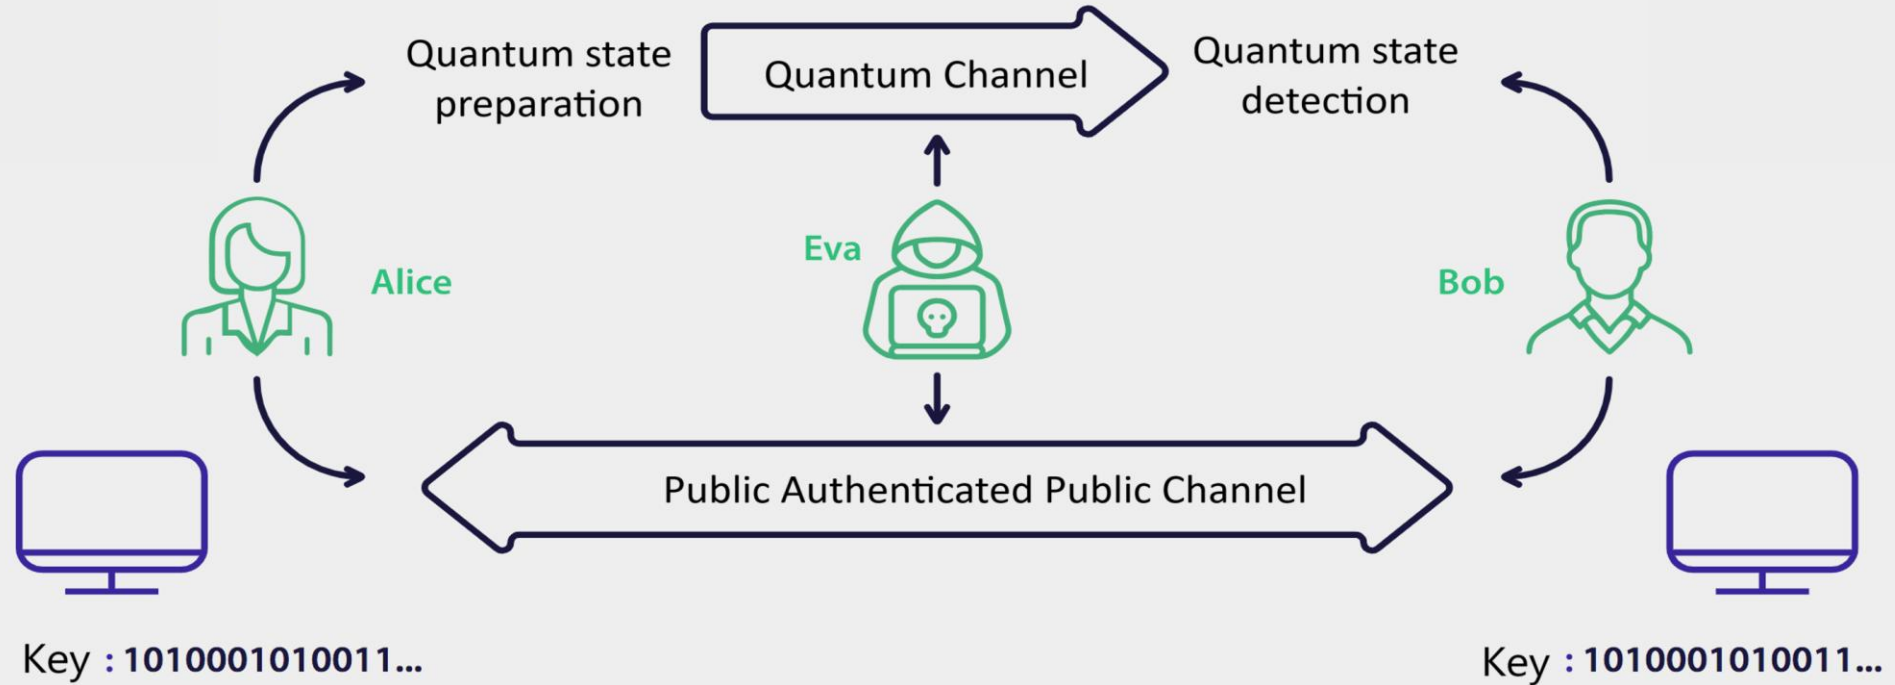 Quantum state
preparation
Quantum Channel
Quantum state
detection
Alice
Eva
Bob
Public Authenticated Public Channel
Key : 1010001010011...
Key : 1010001010011...